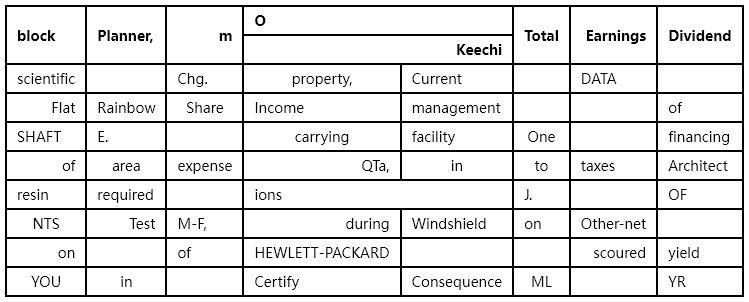 block Planner, m O Total Earnings Dividend
Keechi
scientific Chg. property, Current DATA
Flat Rainbow Share Income management of
SHAFT E. carrying facility One financing
of area expense QTa, in to taxes Architect
resin required ions J. OF
NTS Test M-F, during Windshield on Other-net
on of HEWLETT-PACKARD scoured yield
YOU in Certify Consequence ML YR